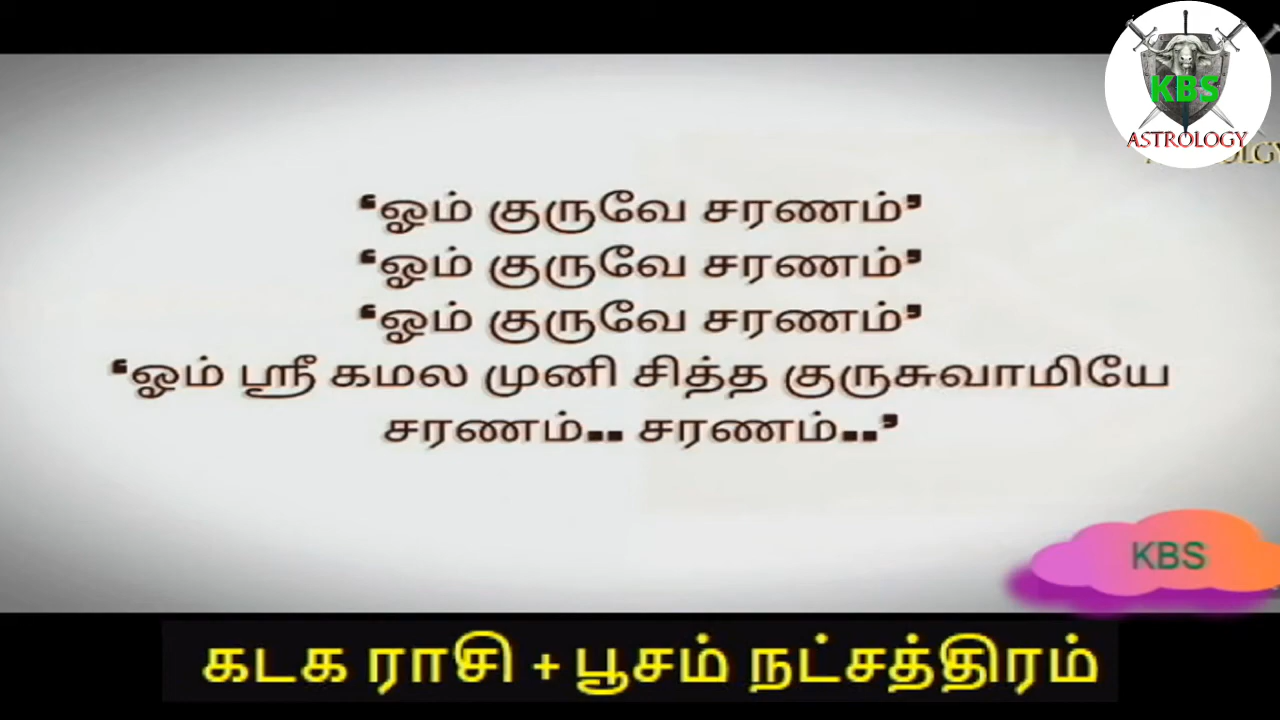 KBS
ASTROLOGY
‘ஓம் குருவே சரணம்’
‘ஓம் குருவே சரணம்’
‘ஓம் குருவே சரணம்’
‘ஓம் ஸ்ரீ கமல முனி சித்த குருசுவாமியே
சரணம்.. சரணம்..’
KBS
கடக ராசி + பூசம் நட்சத்திரம்